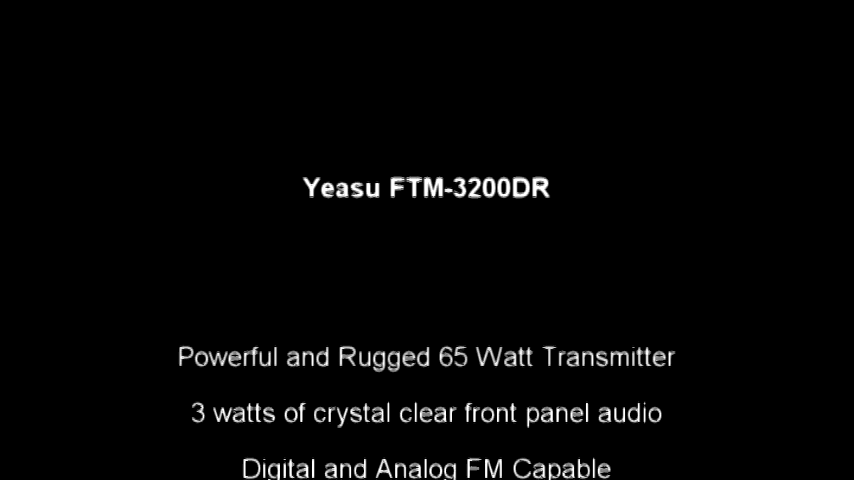 Yeasu FTM-3200DR
Powerful and Rugged 65 Watt Transmitter
3 watts of crystal clear front panel audio
Digital and Analog FM Capable